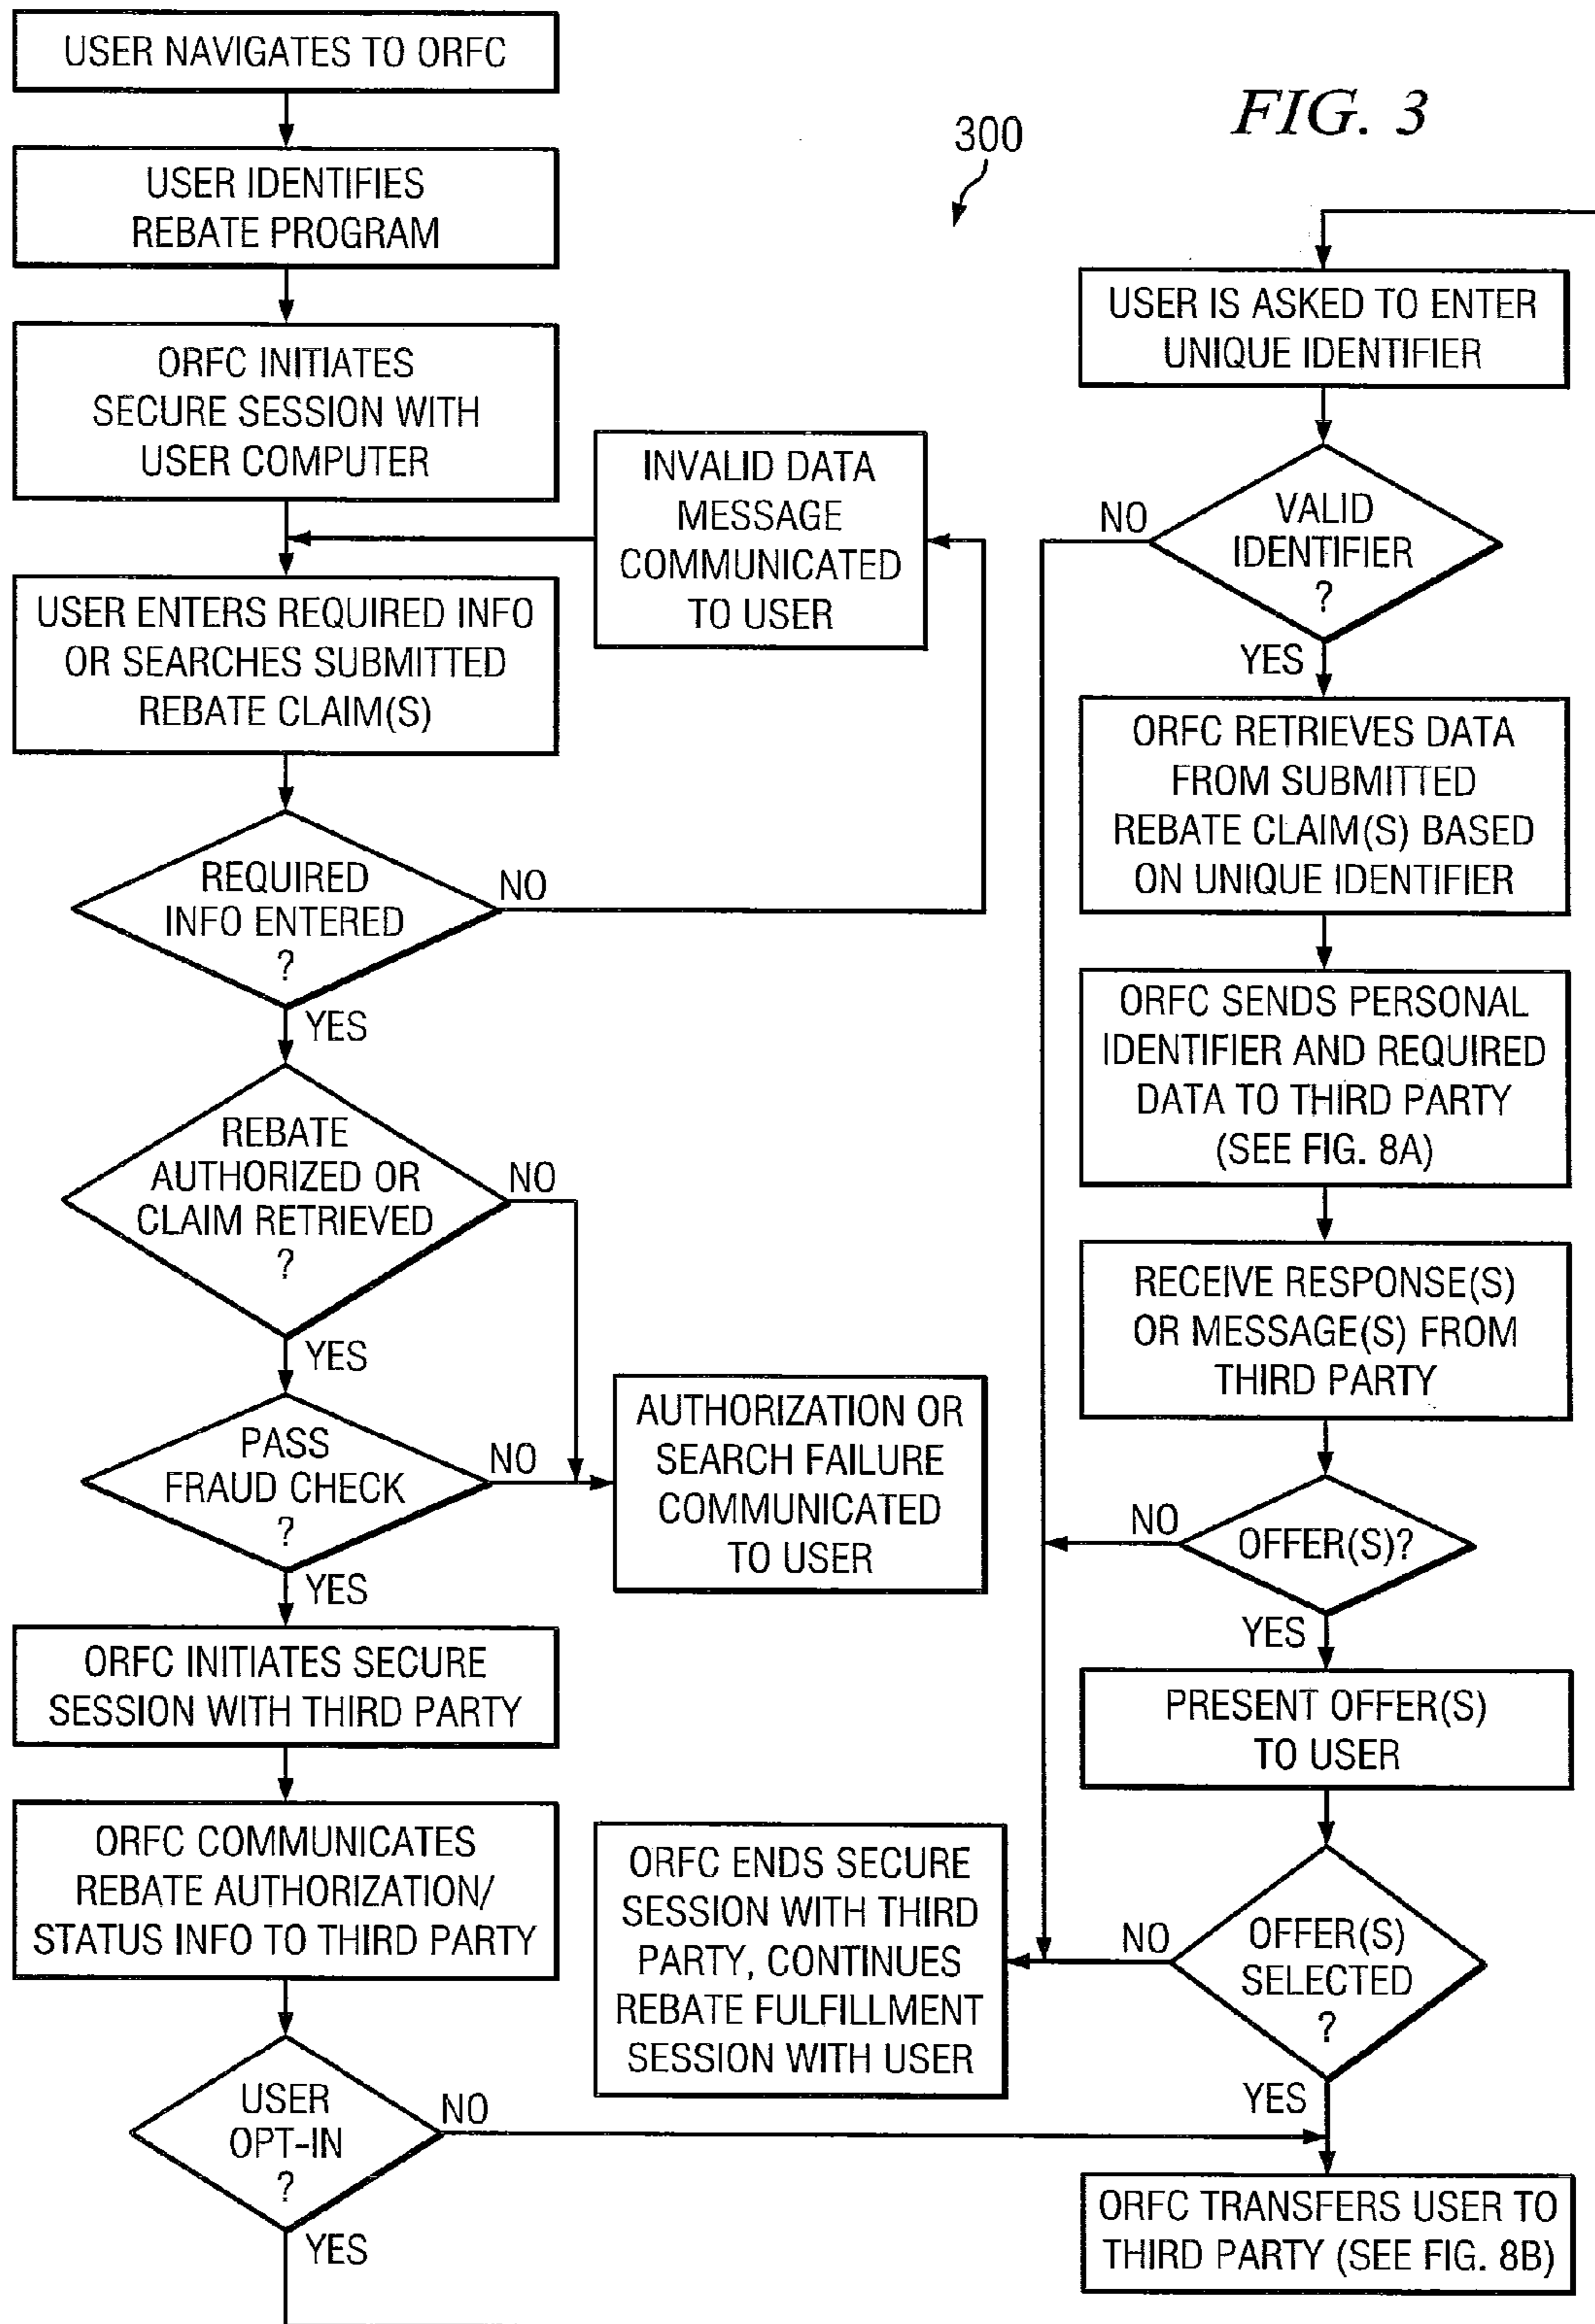 USER NAVIGATES TO ORFC
USER IDENTIFIES
REBATE PROGRAM
ORFC INITIATES
SECURE SESSION WITH
USER COMPUTER
INVALID DATA
MESSAGE
COMMUNICATED
TO USER
USER ENTERS REQUIRED INFO
OR SEARCHES SUBMITTED
REBATE CLAIM(S)
REQUIRED
INFO ENTERED
?
NO
YES
REBATE
AUTHORIZED OR
CLAIM RETRIEVED
?
NO
YES
PASS
FRAUD CHECK
?
NO
YES
AUTHORIZATION OR
SEARCH FAILURE
COMMUNICATED
TO USER
ORFC INITIATES SECURE
SESSION WITH THIRD PARTY
ORFC COMMUNICATES
REBATE AUTHORIZATION/
STATUS INFO TO THIRD PARTY
USER
OPT-IN
?
NO
YES
300
FIG. 3
USER IS ASKED TO ENTER
UNIQUE IDENTIFIER
VALID
IDENTIFIER
?
NO
YES
ORFC RETRIEVES DATA
FROM SUBMITTED
REBATE CLAIM(S) BASED
ON UNIQUE IDENTIFIER
ORFC SENDS PERSONAL
IDENTIFIER AND REQUIRED
DATA TO THIRD PARTY
(SEE FIG. 8A)
RECEIVE RESPONSE(S)
OR MESSAGE(S) FROM
THIRD PARTY
OFFER(S)?
NO
YES
PRESENT OFFER(S)
TO USER
OFFER(S)
SELECTED
?
NO
YES
ORFC ENDS SECURE
SESSION WITH THIRD
PARTY, CONTINUES
REBATE FULFILLMENT
SESSION WITH USER
ORFC TRANSFERS USER TO
THIRD PARTY (SEE FIG. 8B)